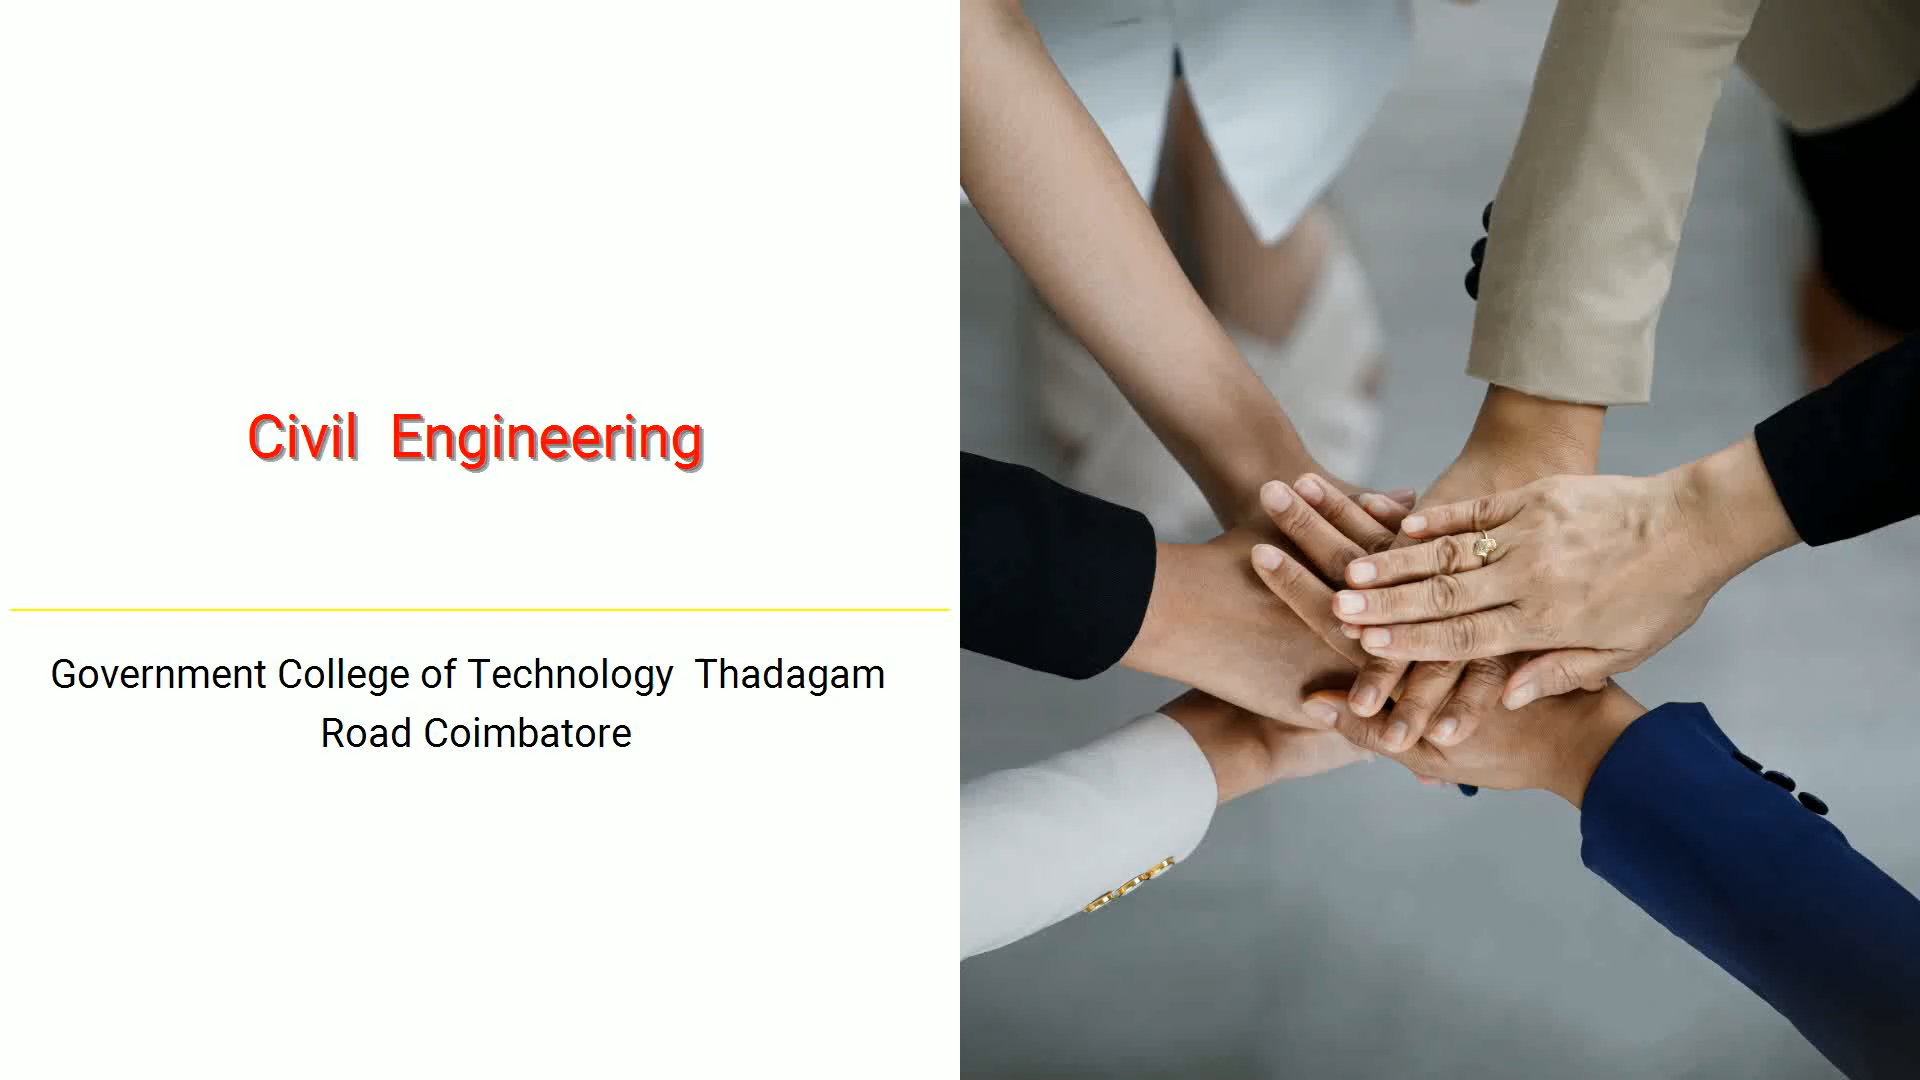 Civil  Engineering
Government College of Technology  Thadagam
Road Coimbatore